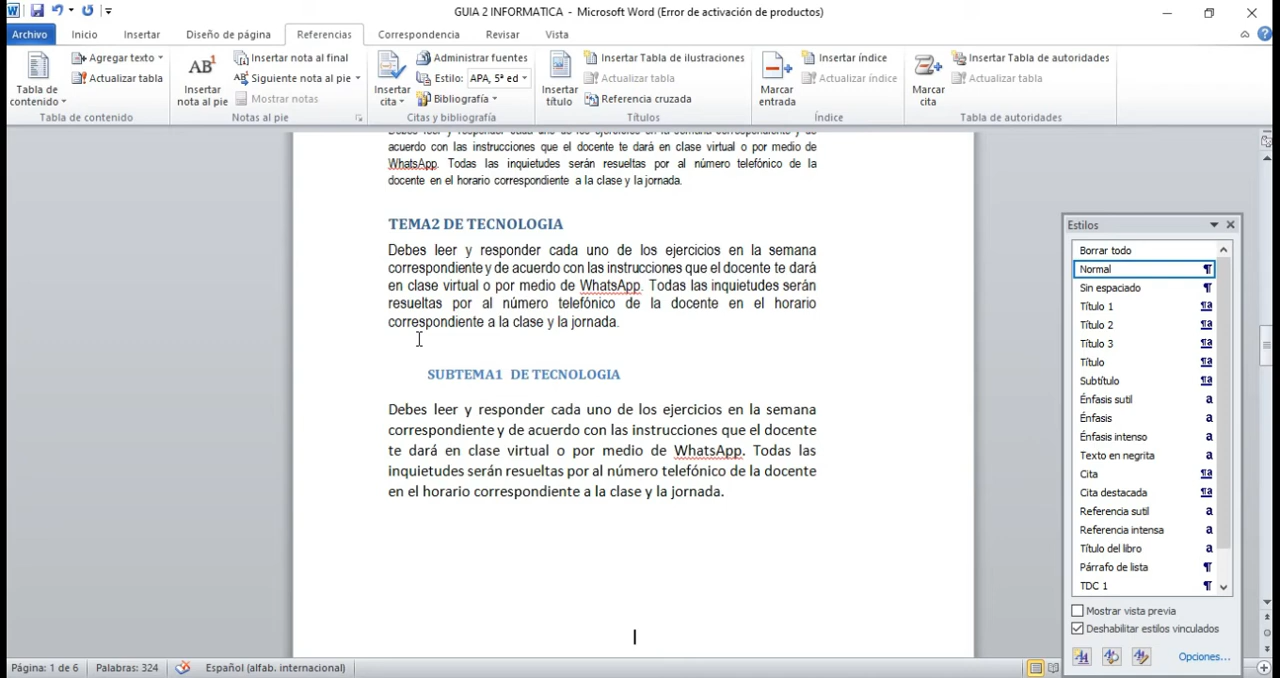 GUIA 2 INFORMATICA - Microsoft Word (Error de activación de productos)
Archivo Inicio Insertar Diseño de página Referencias Correspondencia Revisar Vista
Tabla de contenido
Agregar texto
Actualizar tabla
Tabla de contenido
AB1
Insertar nota al pie
Insertar nota al final
Siguiente nota al pie
Mostrar notas
Notas al pie
Insertar cita
Administrar fuentes
Estilo: APA, 5ª ed
Bibliografía
Citas y bibliografía
Insertar título
Insertar Tabla de ilustraciones
Actualizar tabla
Referencia cruzada
Títulos
Marcar entrada
Insertar índice
Actualizar índice
Índice
Marcar cita
Insertar Tabla de autoridades
Actualizar tabla
Tabla de autoridades
Debes leer y responder cada uno de los ejercicios en la semana correspondiente y de
acuerdo con las instrucciones que el docente te dará en clase virtual o por medio de
WhatsApp. Todas las inquietudes serán resueltas por al número telefónico de la
docente en el horario correspondiente a la clase y la jornada.
TEMA2 DE TECNOLOGIA
Debes leer y responder cada uno de los ejercicios en la semana
correspondiente y de acuerdo con las instrucciones que el docente te dará
en clase virtual o por medio de WhatsApp. Todas las inquietudes serán
resueltas por al número telefónico de la docente en el horario
correspondiente a la clase y la jornada.
SUBTEMA1 DE TECNOLOGIA
Debes leer y responder cada uno de los ejercicios en la semana
correspondiente y de acuerdo con las instrucciones que el docente
te dará en clase virtual o por medio de WhatsApp. Todas las
inquietudes serán resueltas por al número telefónico de la docente
en el horario correspondiente a la clase y la jornada.
Estilos
Borrar todo
Normal
Sin espaciado
Título 1
Título 2
Título 3
Título
Subtítulo
Énfasis sutil
Énfasis
Énfasis intenso
Texto en negrita
Cita
Cita destacada
Referencia sutil
Referencia intensa
Título del libro
Párrafo de lista
TDC 1
Mostrar vista previa
Deshabilitar estilos vinculados
Opciones...
Página: 1 de 6 Palabras: 324 Español (alfab. internacional)